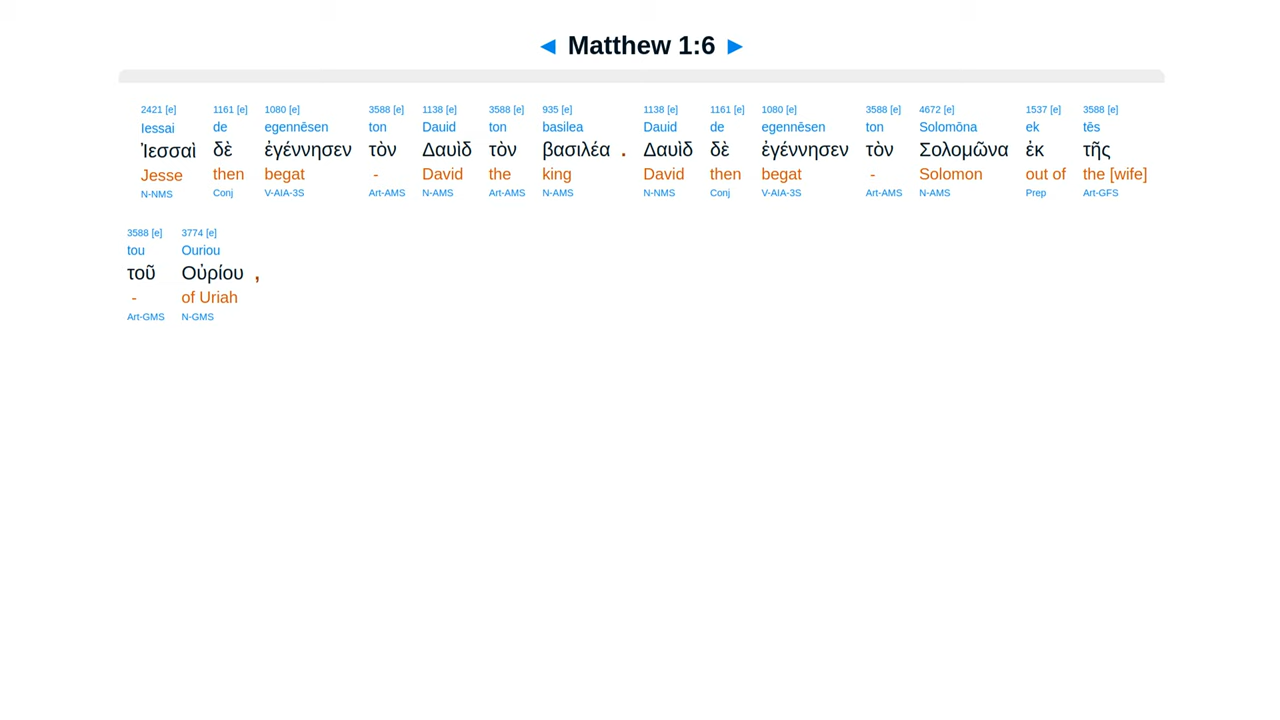 ◄ Matthew 1:6 ►
2421 [e] 1161 [e] 1080 [e] 3588 [e] 1138 [e] 3588 [e] 935 [e] 1138 [e] 1161 [e] 1080 [e] 3588 [e] 4672 [e] 1537 [e] 3588 [e]
Iessai de egennēsen ton Dauid ton basilea Dauid de egennēsen ton Solomōna ek tēs
Ἰεσσαὶ δὲ ἐγέννησεν τὸν Δαυὶδ τὸν βασιλέα . Δαυὶδ δὲ ἐγέννησεν τὸν Σολομῶνα ἐκ τῆς
Jesse then begat - David the king David then begat - Solomon out of the [wife]
N-NMS Conj V-AIA-3S Art-AMS N-AMS Art-AMS N-AMS N-NMS Conj V-AIA-3S Art-AMS N-AMS Prep Art-GFS
3588 [e] 3774 [e]
tou Ouriou
τοῦ Οὐρίου ,
- of Uriah
Art-GMS N-GMS